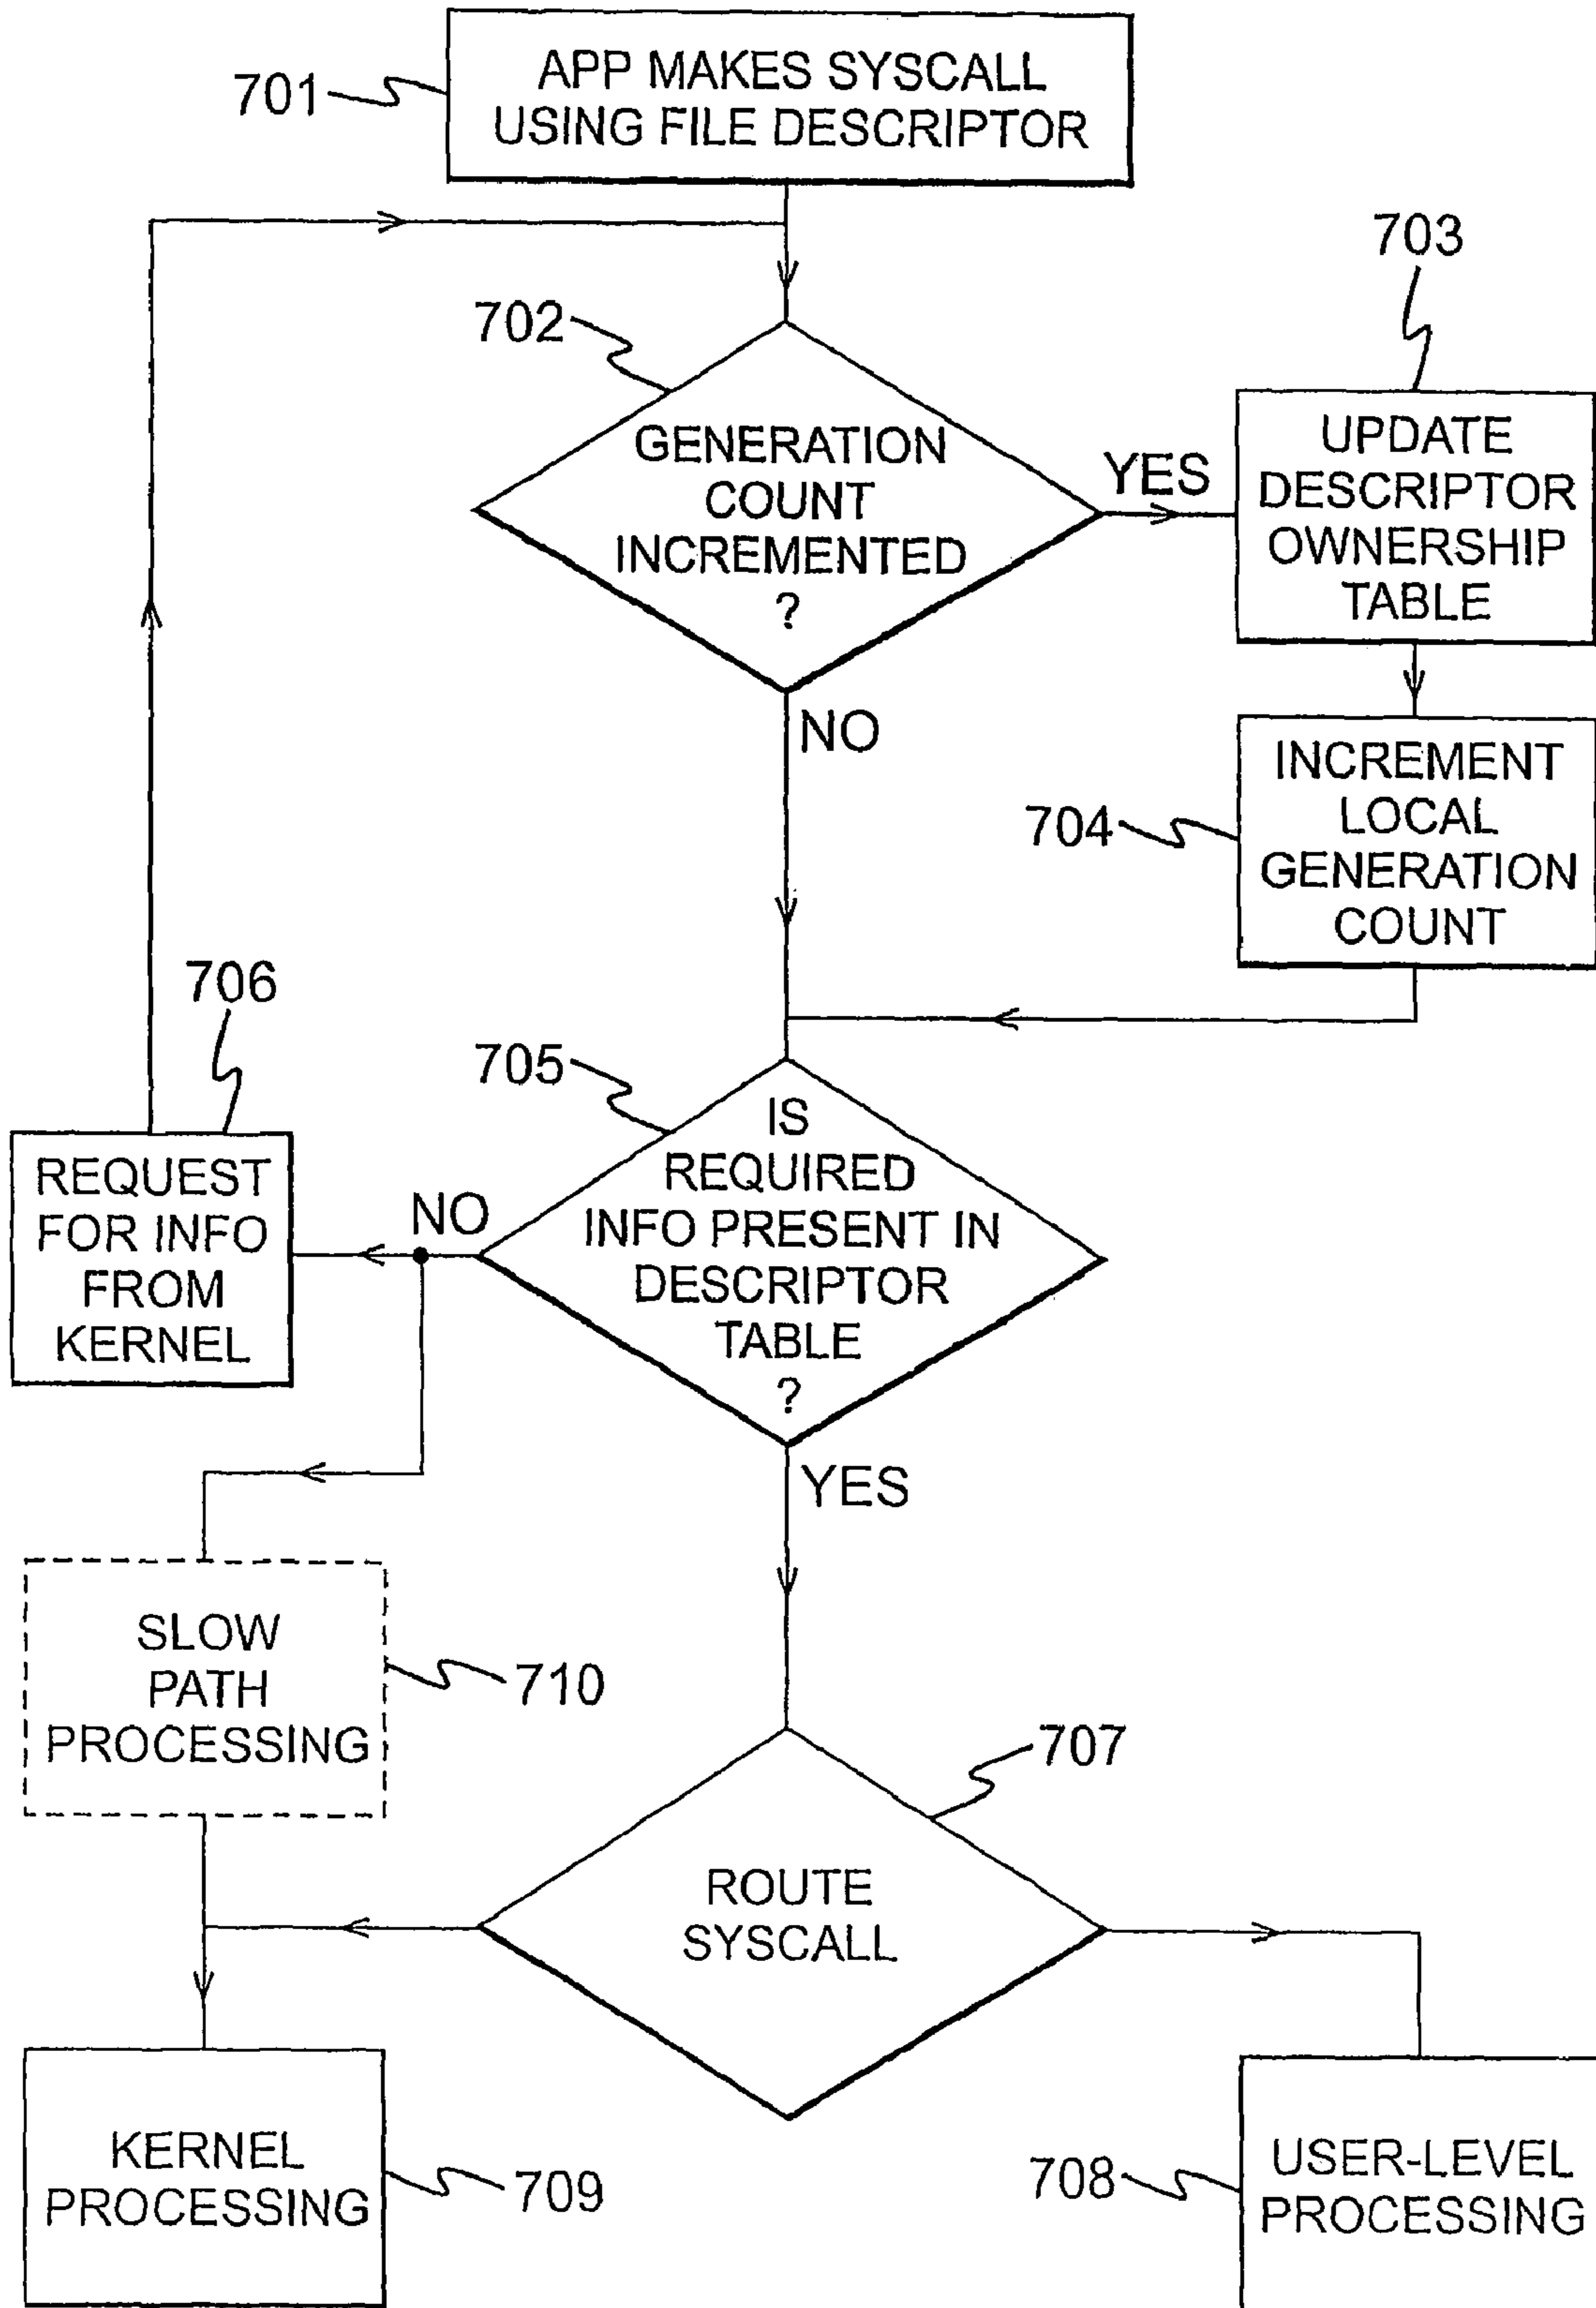 701
APP MAKES SYSCALL
USING FILE DESCRIPTOR
702
GENERATION
COUNT
INCREMENTED
?
YES
NO
703
UPDATE
DESCRIPTOR
OWNERSHIP
TABLE
704
INCREMENT
LOCAL
GENERATION
COUNT
705
IS
REQUIRED
INFO PRESENT IN
DESCRIPTOR
TABLE
?
NO
YES
706
REQUEST
FOR INFO
FROM
KERNEL
SLOW
PATH
PROCESSING
710
707
ROUTE
SYSCALL
KERNEL
PROCESSING
709
708
USER-LEVEL
PROCESSING